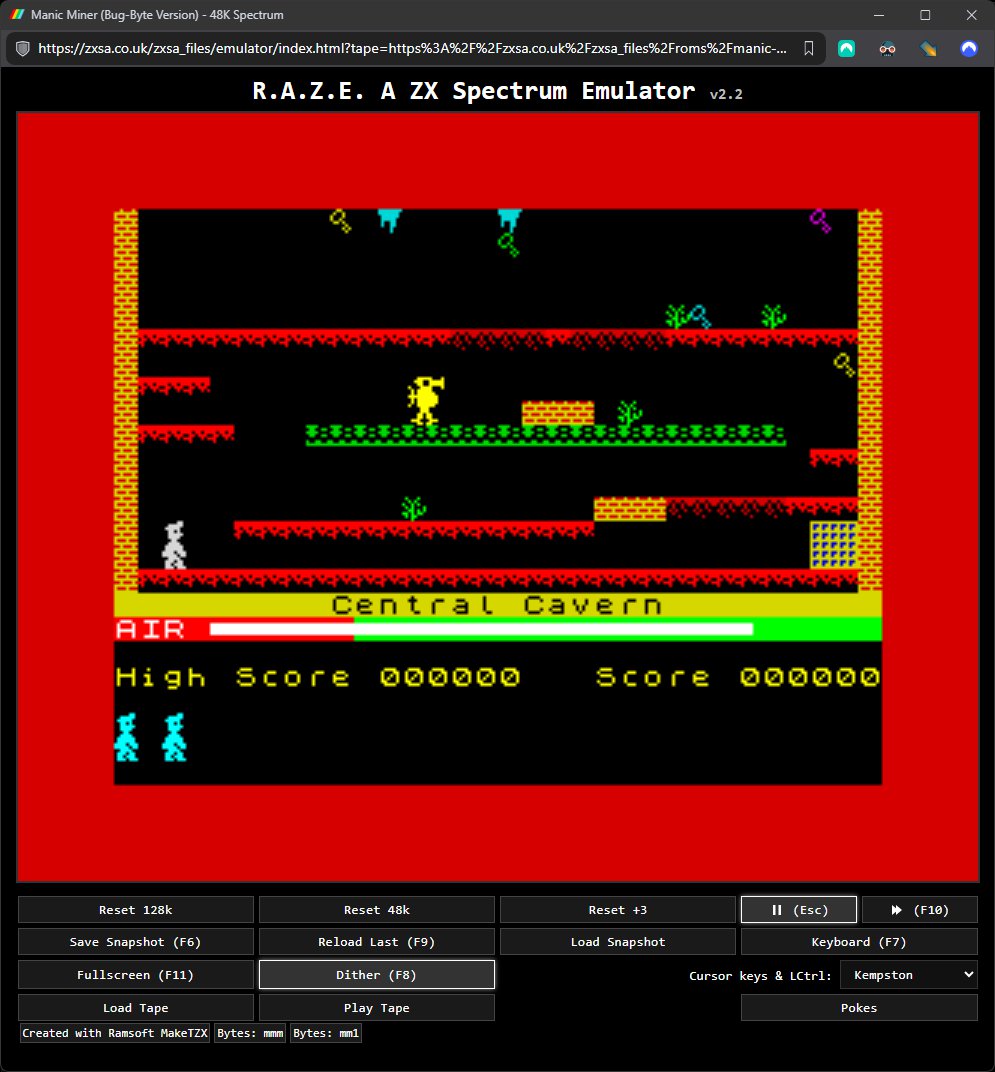 Manic Miner (Bug-Byte Version) - 48K Spectrum
https://zxsa.co.uk/zxsa_files/emulator/index.html?tape=https%3A%2F%2Fzxsa.co.uk%2Fzxsa_files%2Froms%2Fmanic-...
R.A.Z.E. A ZX Spectrum Emulator v2.2
Central Cavern
AIR
High Score 000000 Score 000000
Reset 128k Reset 48k Reset +3 (Esc) (F10)
Save Snapshot (F6) Reload Last (F9) Load Snapshot Keyboard (F7)
Fullscreen (F11) Dither (F8) Cursor keys & LCtrl: Kempston
Load Tape Play Tape Pokes
Created with Ramsoft MakeTZX Bytes: mmm Bytes: mm1